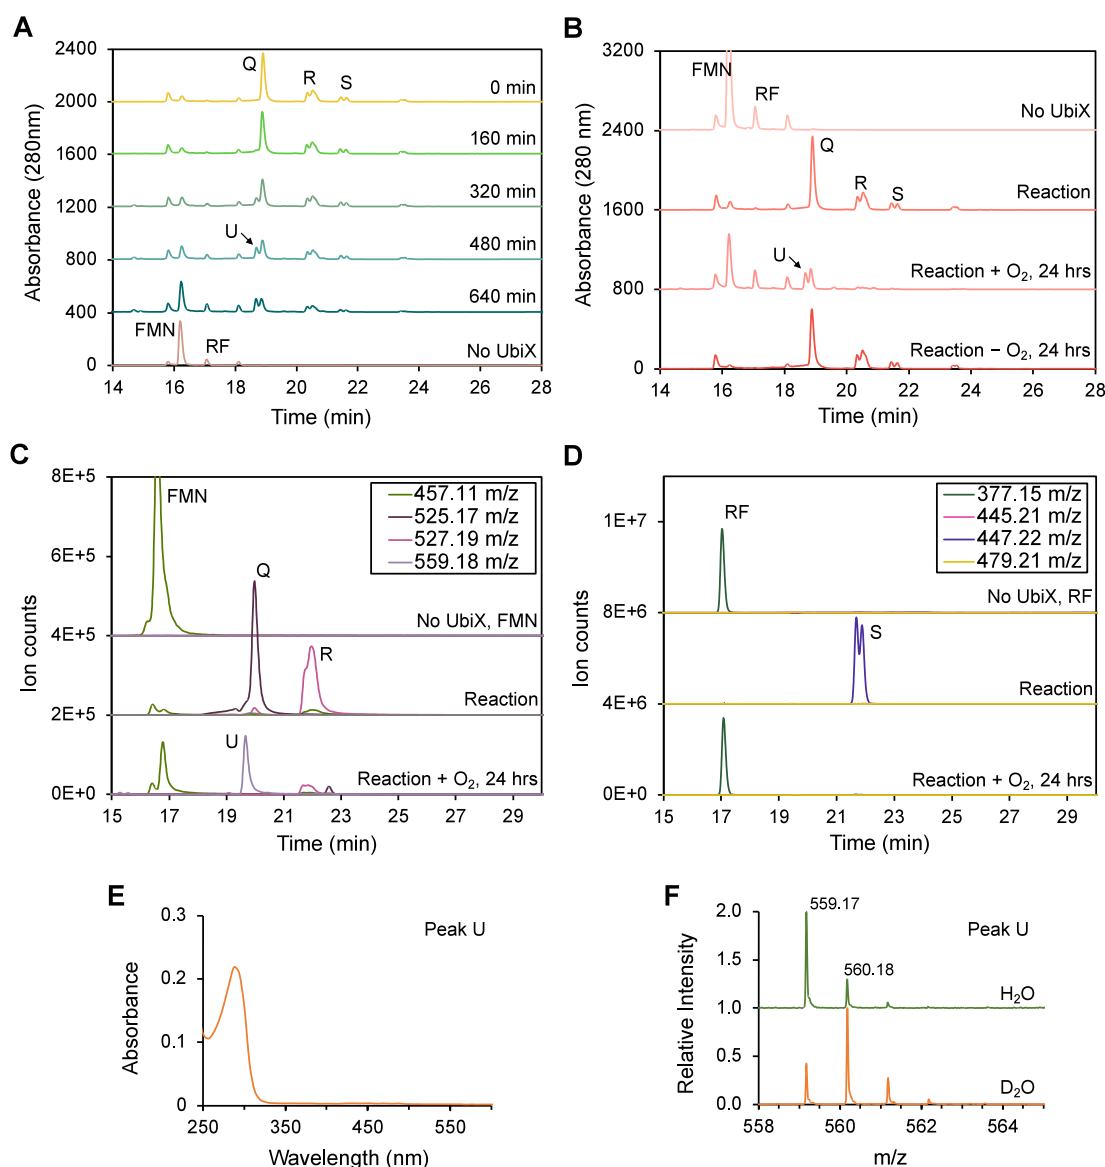 A
2400
2000
1600
1200
800
400
0
Absorbance (280nm)
Q
R
S
0 min
160 min
320 min
480 min
U
640 min
FMN
RF
No UbiX
14 16 18 20 22 24 26 28
Time (min)
B
3200
2400
1600
800
0
Absorbance (280 nm)
FMN
RF
No UbiX
Q
R
S
Reaction
U
Reaction + O₂, 24 hrs
Reaction − O₂, 24 hrs
14 16 18 20 22 24 26 28
Time (min)
C
8E+5
6E+5
4E+5
2E+5
0E+0
Ion counts
FMN
457.11 m/z
525.17 m/z
527.19 m/z
559.18 m/z
Q
No UbiX, FMN
R
Reaction
U
Reaction + O₂, 24 hrs
15 17 19 21 23 25 27 29
Time (min)
D
1E+7
8E+6
4E+6
0E+0
Ion counts
RF
377.15 m/z
445.21 m/z
447.22 m/z
479.21 m/z
No UbiX, RF
S
Reaction
Reaction + O₂, 24 hrs
15 17 19 21 23 25 27 29
Time (min)
E
0.3
0.2
0.1
0
Absorbance
Peak U
250 350 450 550
Wavelength (nm)
F
2.0
1.5
1.0
0.5
0.0
Relative Intensity
559.17
Peak U
560.18
H₂O
D₂O
558 560 562 564
m/z